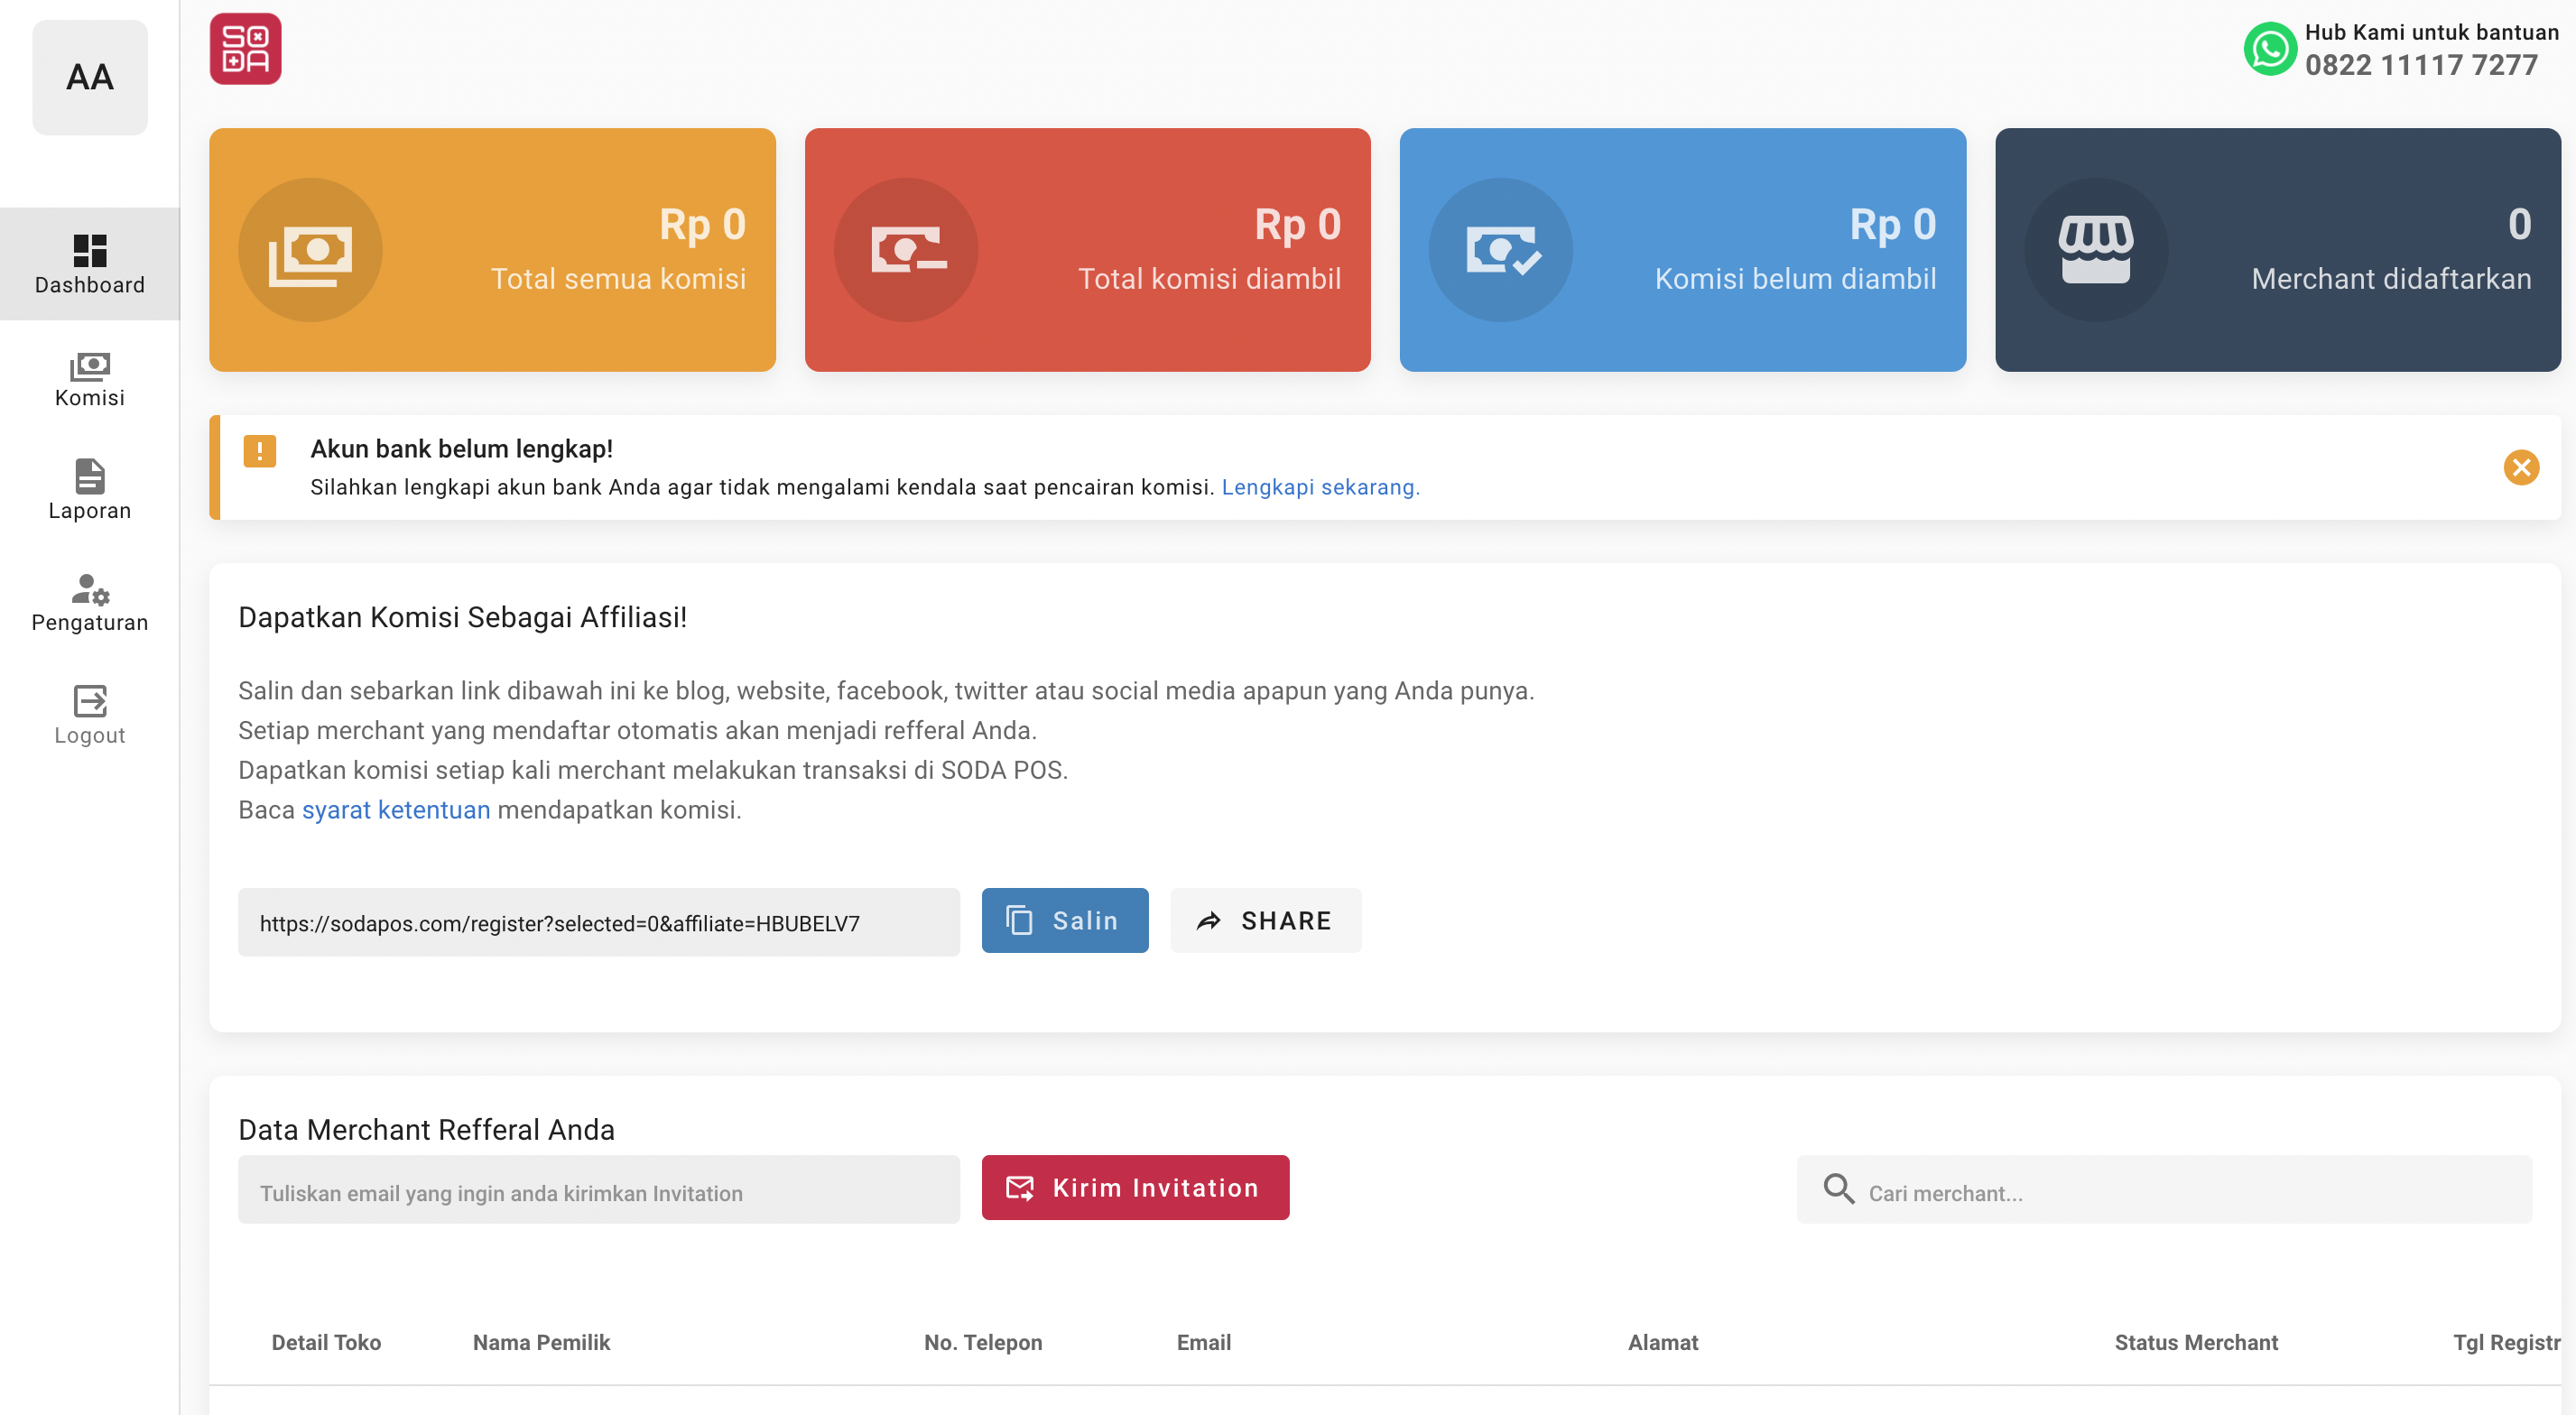 AA
SODA
Hub Kami untuk bantuan
0822 11117 7277
Dashboard
Komisi
Laporan
Pengaturan
Logout
Rp 0
Total semua komisi
Rp 0
Total komisi diambil
Rp 0
Komisi belum diambil
0
Merchant didaftarkan
Akun bank belum lengkap!
Silahkan lengkapi akun bank Anda agar tidak mengalami kendala saat pencairan komisi. Lengkapi sekarang.
Dapatkan Komisi Sebagai Affiliasi!
Salin dan sebarkan link dibawah ini ke blog, website, facebook, twitter atau social media apapun yang Anda punya.
Setiap merchant yang mendaftar otomatis akan menjadi refferal Anda.
Dapatkan komisi setiap kali merchant melakukan transaksi di SODA POS.
Baca syarat ketentuan mendapatkan komisi.
https://sodapos.com/register?selected=0&affiliate=HBUBELV7
Salin
SHARE
Data Merchant Refferal Anda
Tuliskan email yang ingin anda kirimkan Invitation
Kirim Invitation
Cari merchant...
Detail Toko Nama Pemilik No. Telepon Email Alamat Status Merchant Tgl Registr